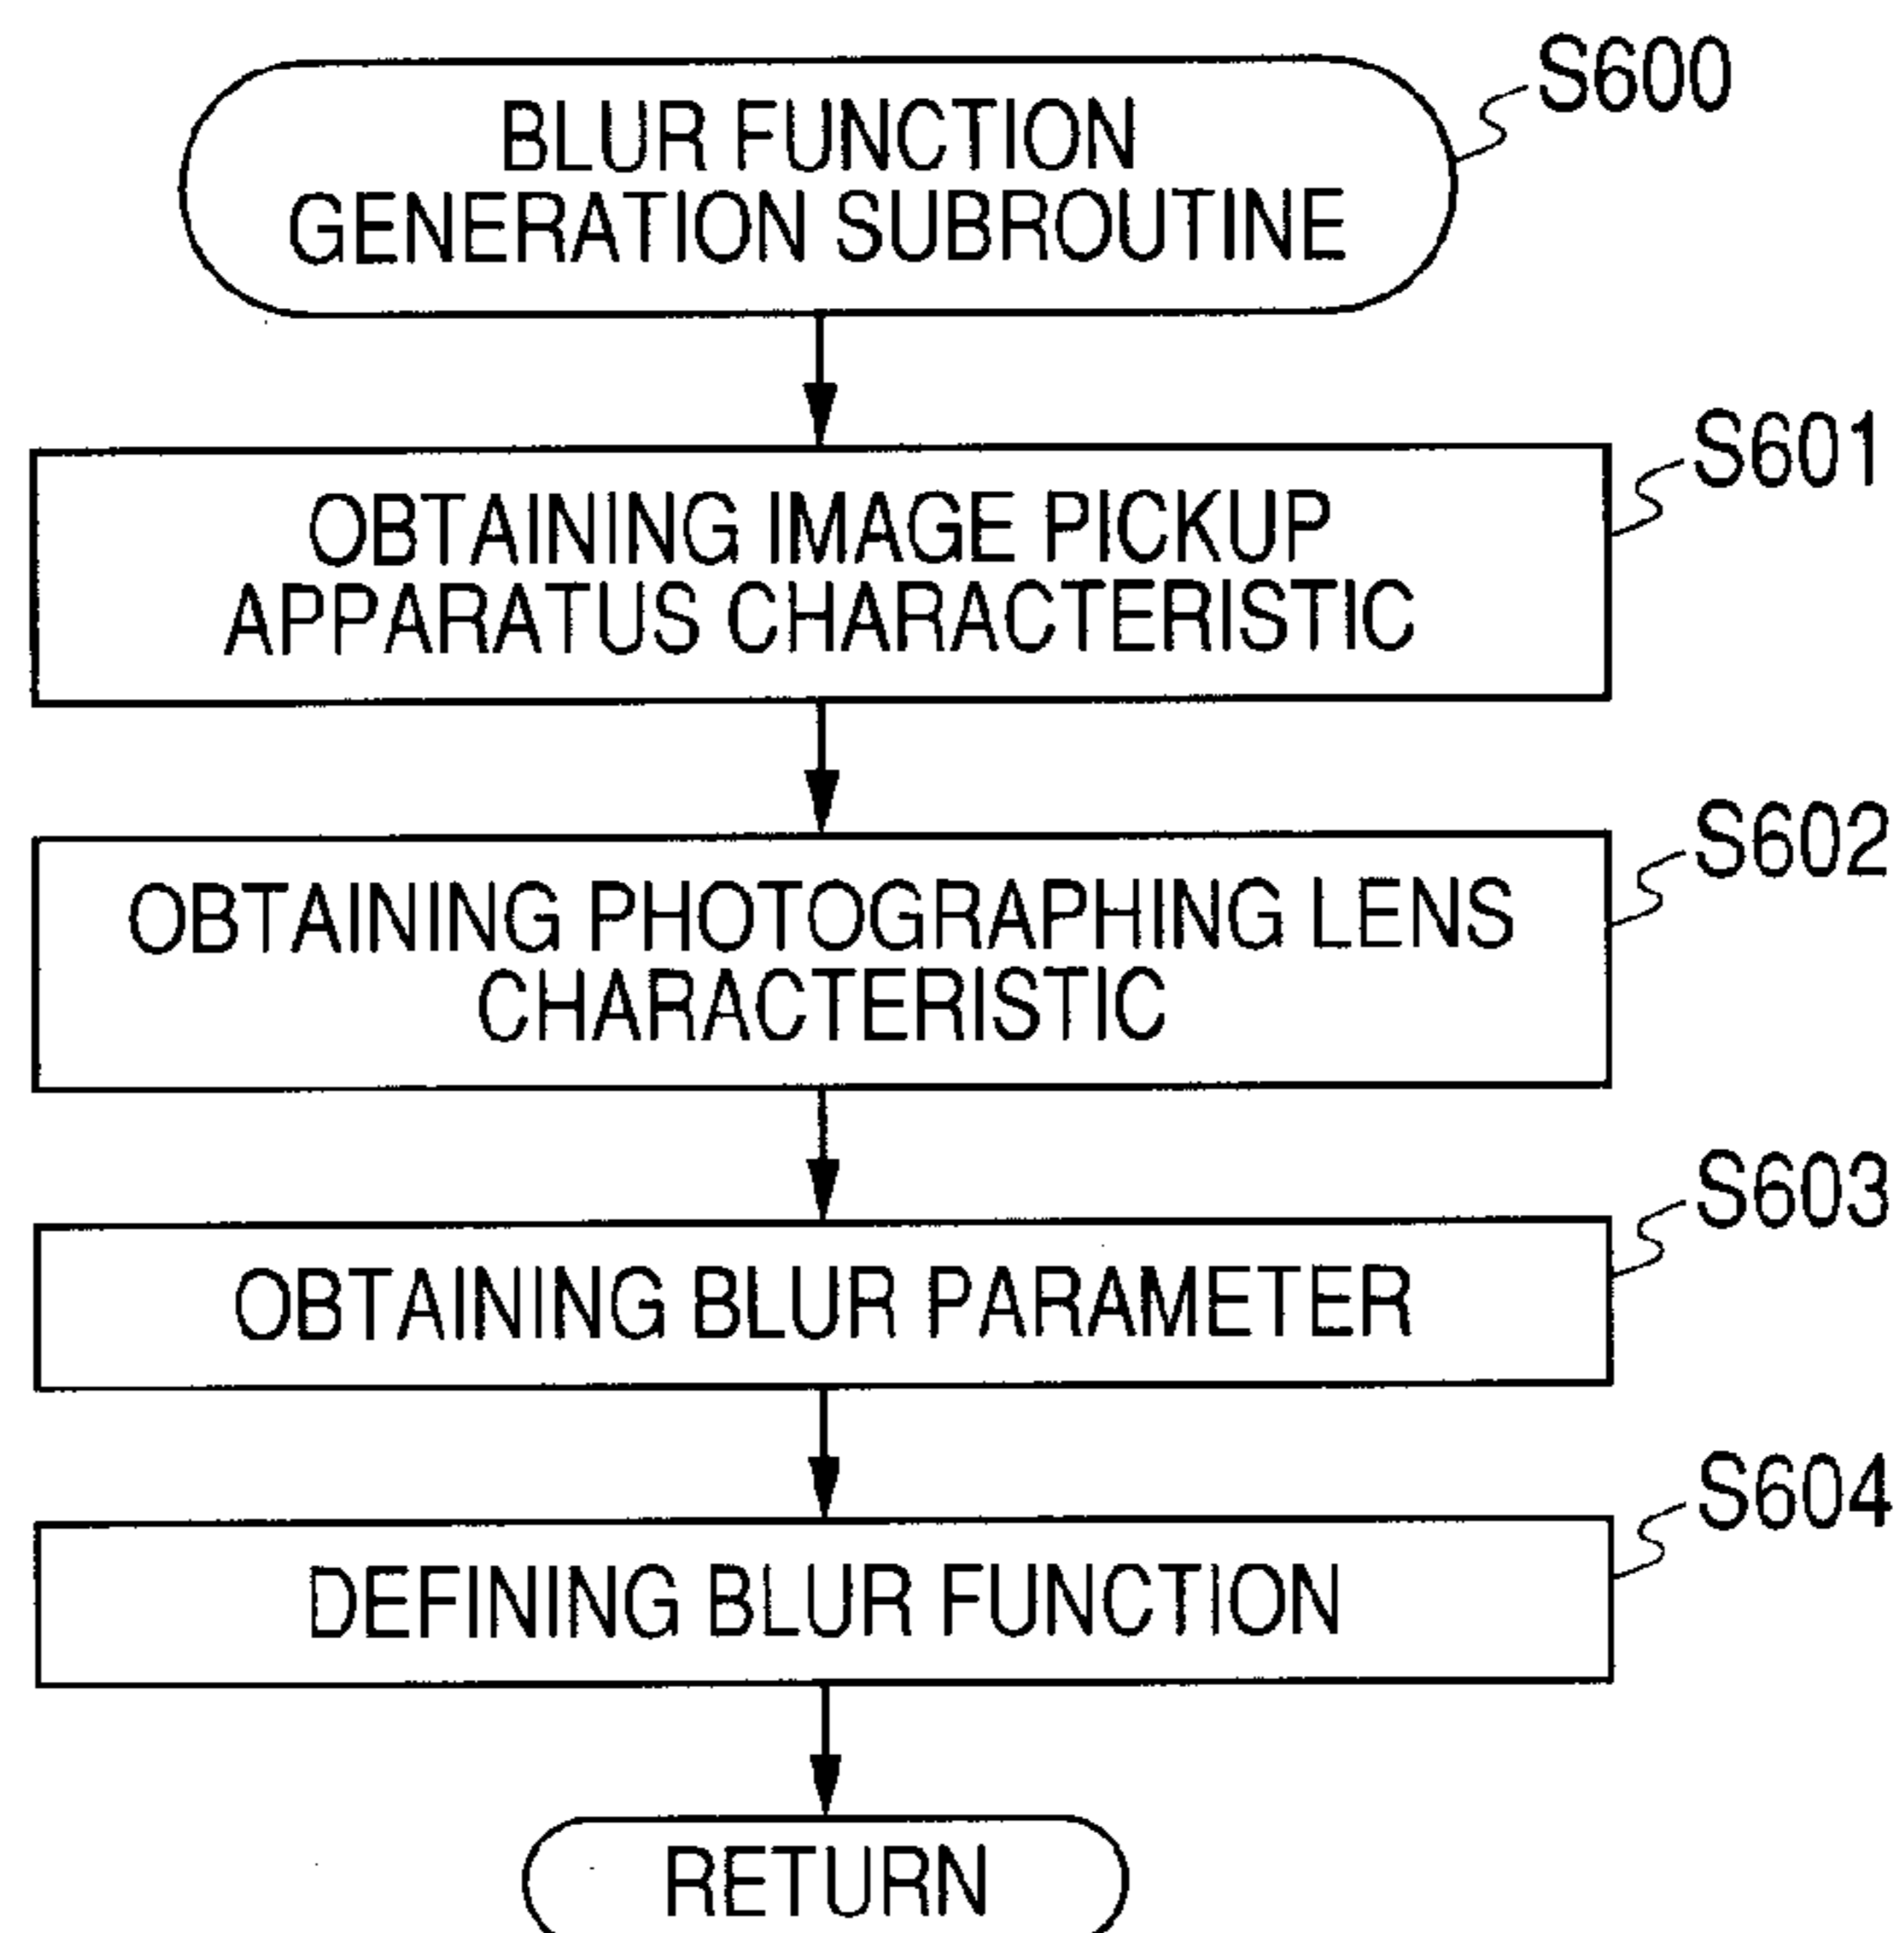 BLUR FUNCTION
GENERATION SUBROUTINE
S600
OBTAINING IMAGE PICKUP
APPARATUS CHARACTERISTIC
S601
OBTAINING PHOTOGRAPHING LENS
CHARACTERISTIC
S602
OBTAINING BLUR PARAMETER
S603
DEFINING BLUR FUNCTION
S604
RETURN